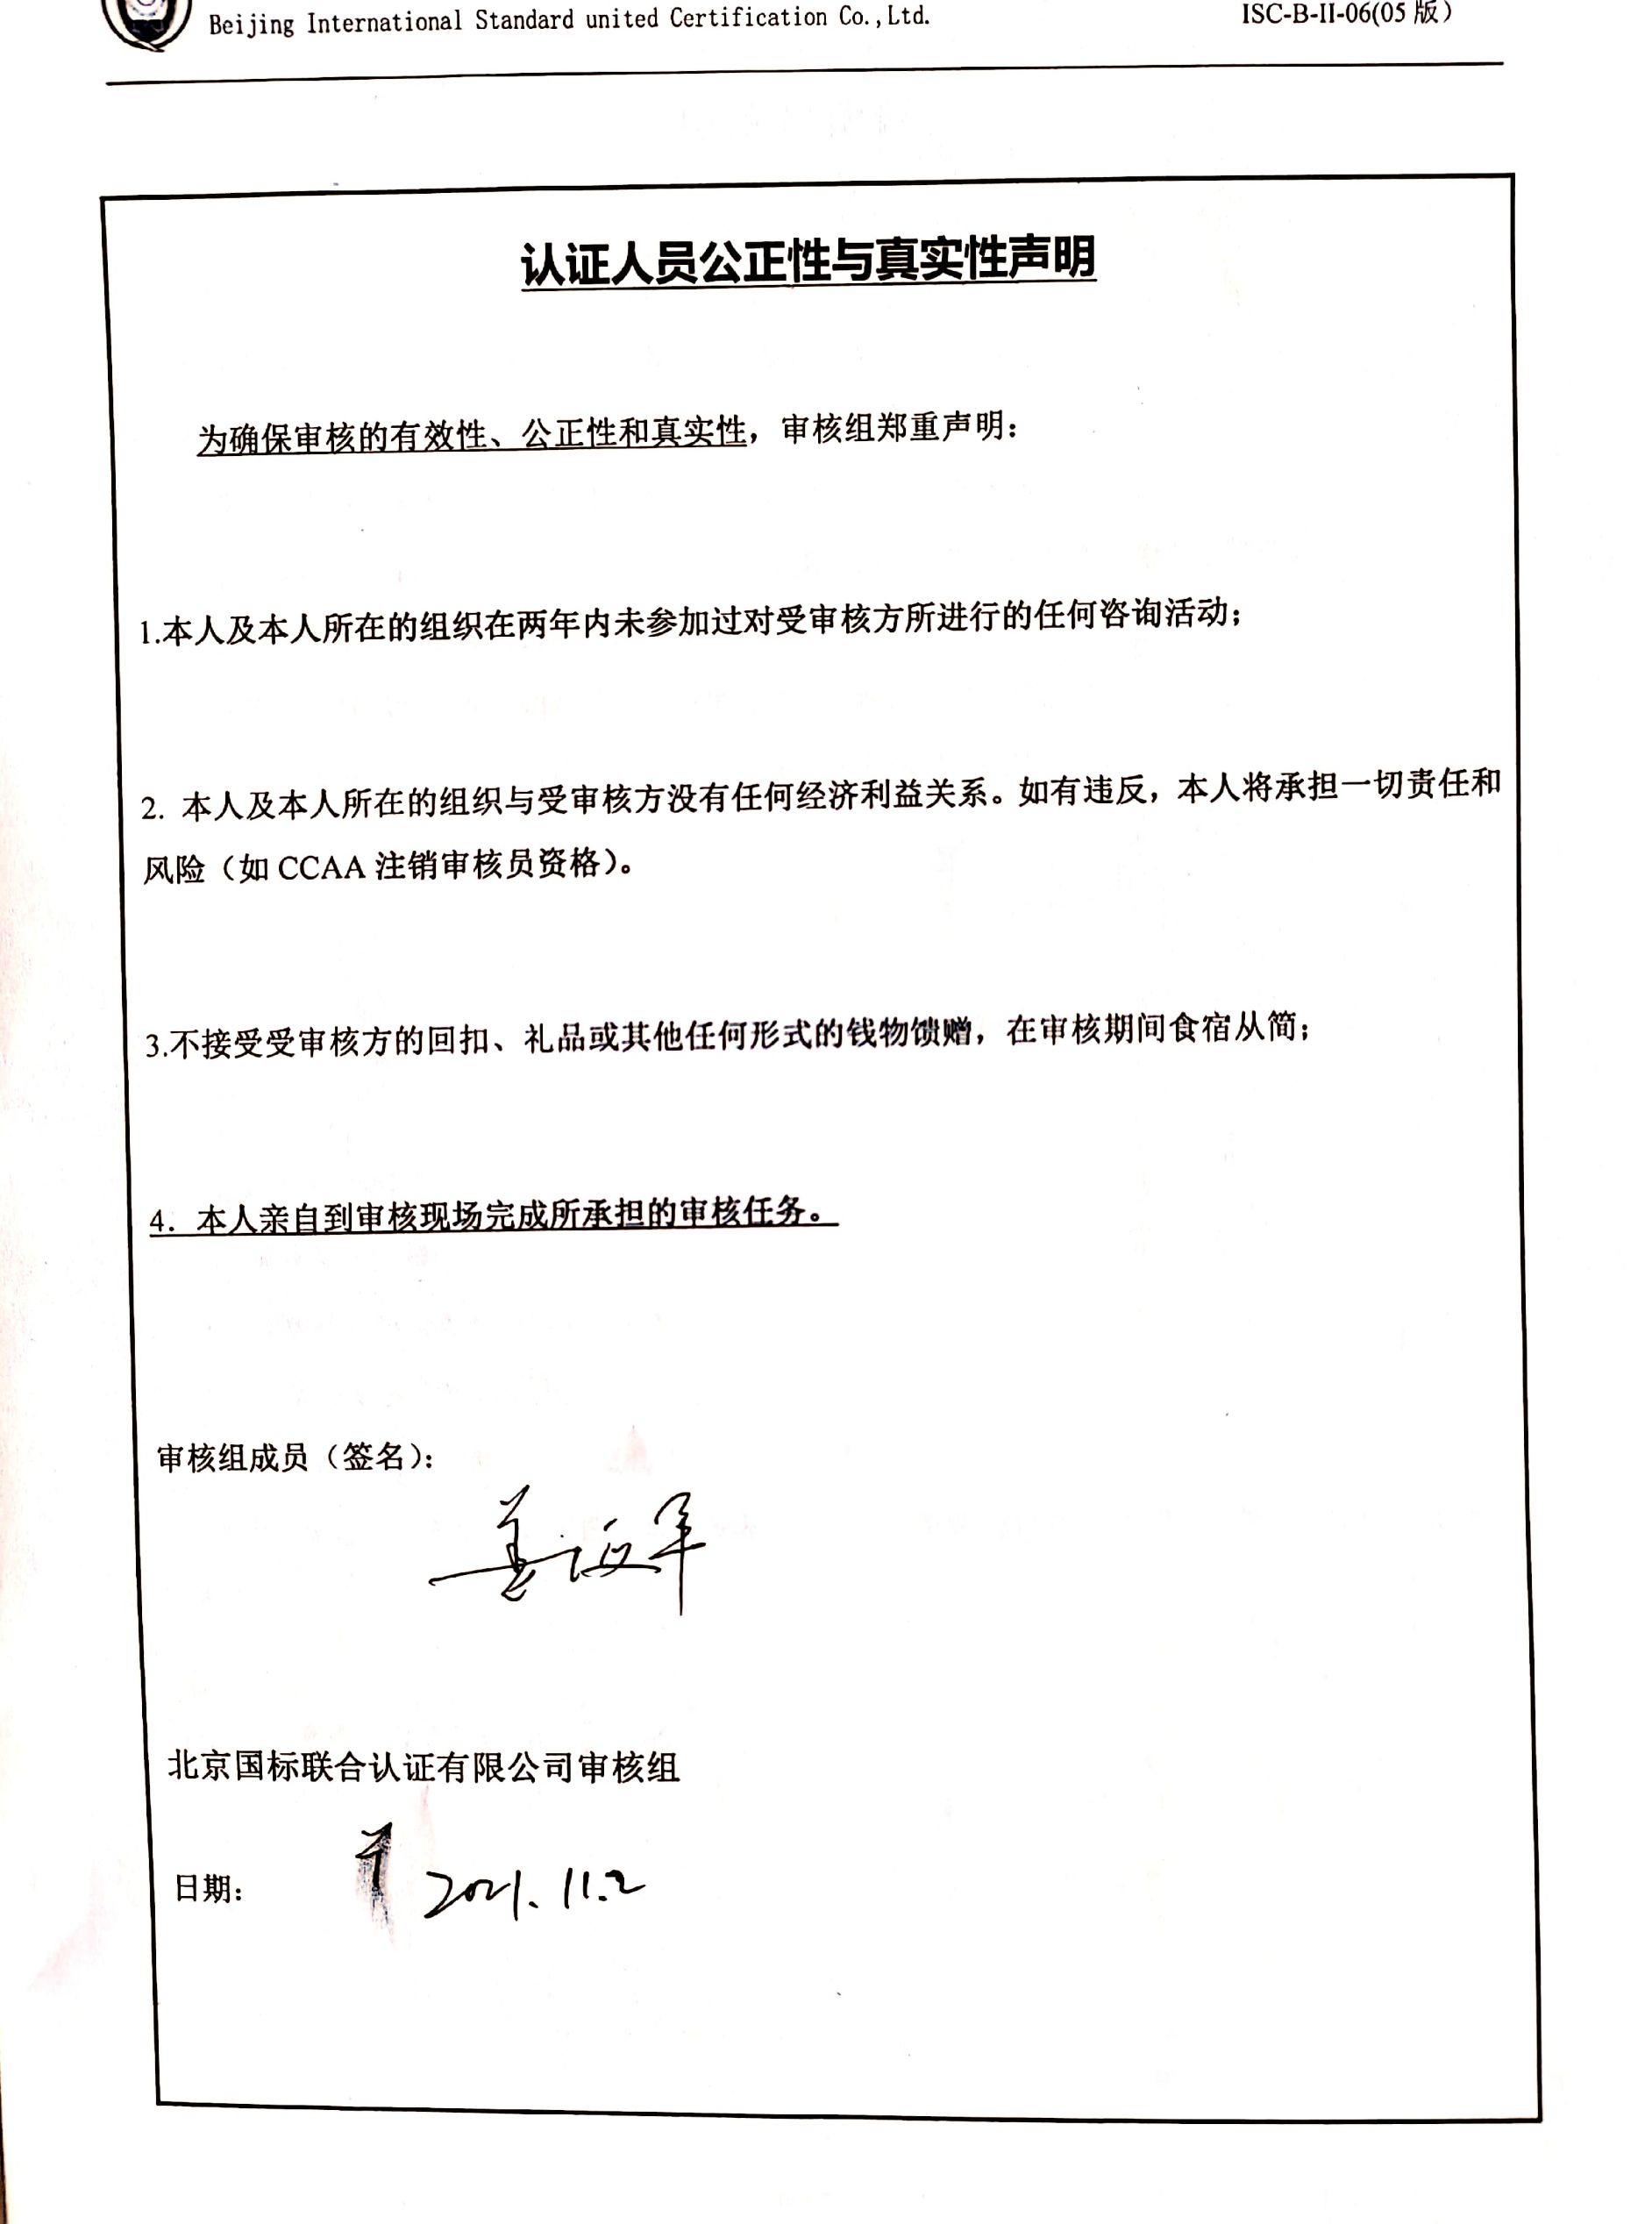 Beijing International Standard united Certification Co.,Ltd.
ISC-B-II-06(05 版)
认证人员公正性与真实性声明
为确保审核的有效性、公正性和真实性，审核组郑重声明：
1.本人及本人所在的组织在两年内未参加过对受审核方所进行的任何咨询活动；
2. 本人及本人所在的组织与受审核方没有任何经济利益关系。如有违反，本人将承担一切责任和
风险（如 CCAA 注销审核员资格）。
3.不接受受审核方的回扣、礼品或其他任何形式的钱物馈赠，在审核期间食宿从简；
4. 本人亲自到审核现场完成所承担的审核任务。
审核组成员（签名）：
北京国标联合认证有限公司审核组
日期： 2021.11.2